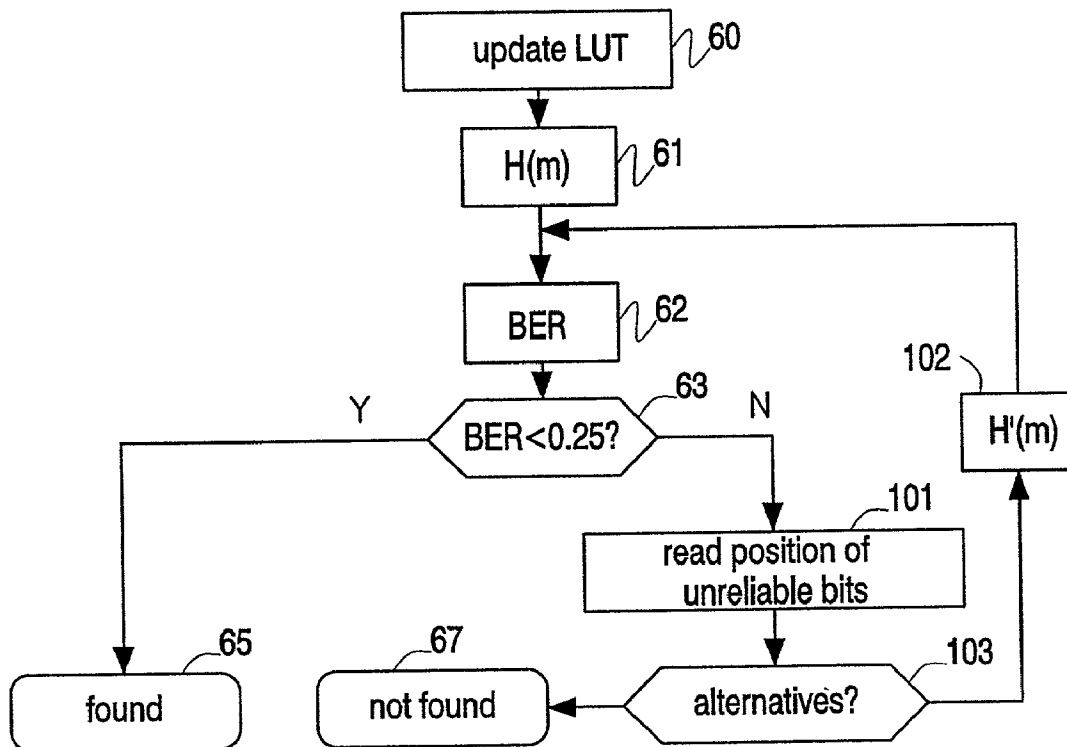 update LUT
60
H(m)
61
BER
62
63
Y
BER<0.25?
N
102
H'(m)
101
read position of
unreliable bits
65
found
67
not found
103
alternatives?